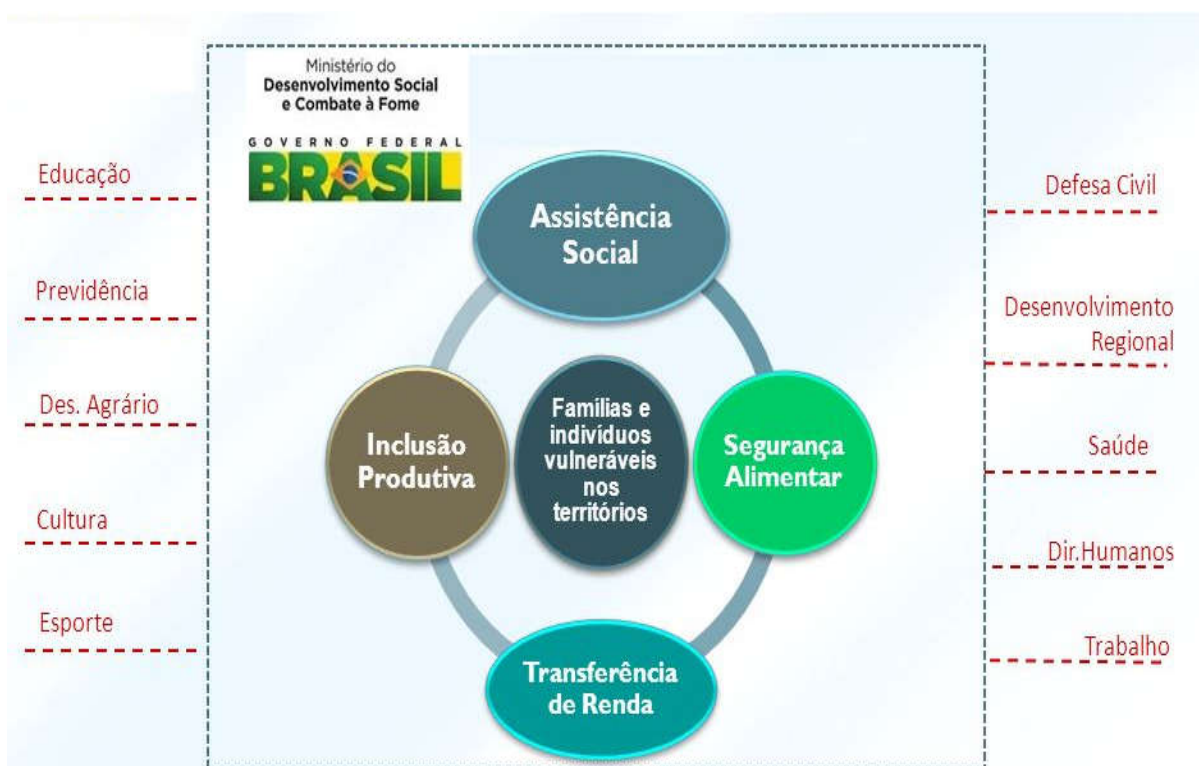 Ministério do
Desenvolvimento Social
e Combate à Fome
GOVERNO FEDERAL
BRASIL
Educação
Previdência
Des. Agrário
Cultura
Esporte
Assistência
Social
Inclusão
Produtiva
Famílias e
indivíduos
vulneráveis
nos
territórios
Segurança
Alimentar
Transferência
de Renda
Defesa Civil
Desenvolvimento
Regional
Saúde
Dir.Humanos
Trabalho